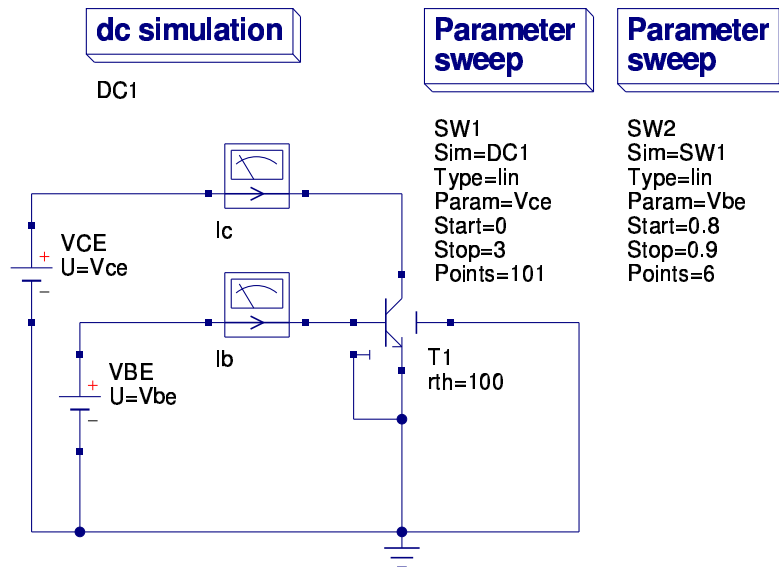 dc simulation
DC1
Parameter
sweep
SW1
Sim=DC1
Type=lin
Param=Vce
Start=0
Stop=3
Points=101
Parameter
sweep
SW2
Sim=SW1
Type=lin
Param=Vbe
Start=0.8
Stop=0.9
Points=6
Ic
VCE
U=Vce
+
−
Ib
VBE
U=Vbe
+
−
T1
rth=100